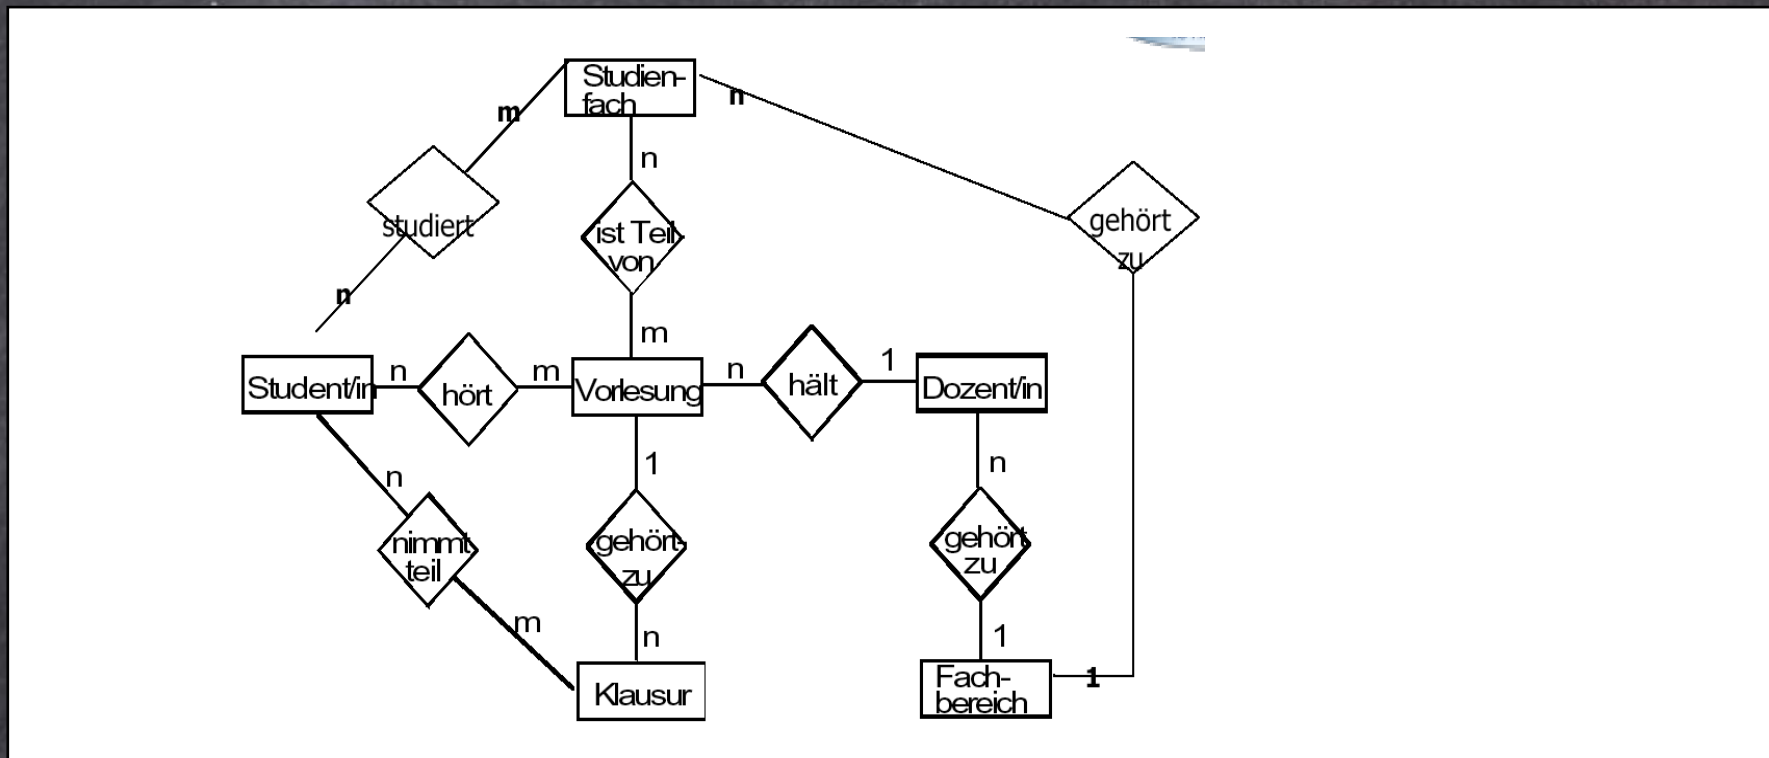 Studien-
fach
n
m
n
studiert
ist Teil
von
gehört
zu
n
m
Student/in
n
hört
m
Vorlesung
n
hält
1
Dozent/in
n
1
n
nimmt
teil
gehört-
zu
gehört
zu
m
n
1
Klausur
Fach-
bereich
1